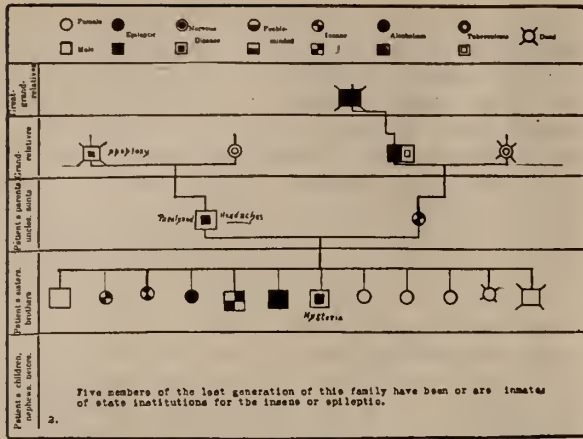 Female
Male
Epileptic
Nervous
Disease
Feeble-
minded
Insane
Alcoholism
Tuberculous
Dead
Great-
grand-
relatives
Grand-
relatives
apoplexy
Patient's parents
uncles, aunts
Paralyzed
Headaches
Patient's sisters,
brothers
Hysteria
Patient's children,
nephews, nieces.
Five members of the last generation of this family have been or are inmates
of state institutions for the insane or epileptic.
2.